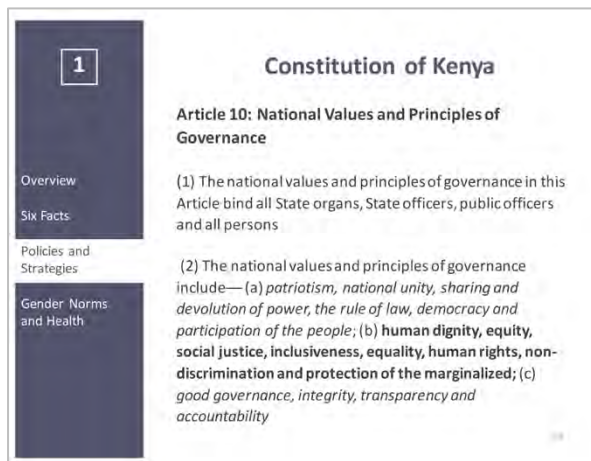 1
Overview
Six Facts
Policies and
Strategies
Gender Norms
and Health
Constitution of Kenya
Article 10: National Values and Principles of
Governance
(1) The national values and principles of governance in this
Article bind all State organs, State officers, public officers
and all persons
(2) The national values and principles of governance
include—(a) patriotism, national unity, sharing and
devolution of power, the rule of law, democracy and
participation of the people; (b) human dignity, equity,
social justice, inclusiveness, equality, human rights, non-
discrimination and protection of the marginalized; (c)
good governance, integrity, transparency and
accountability